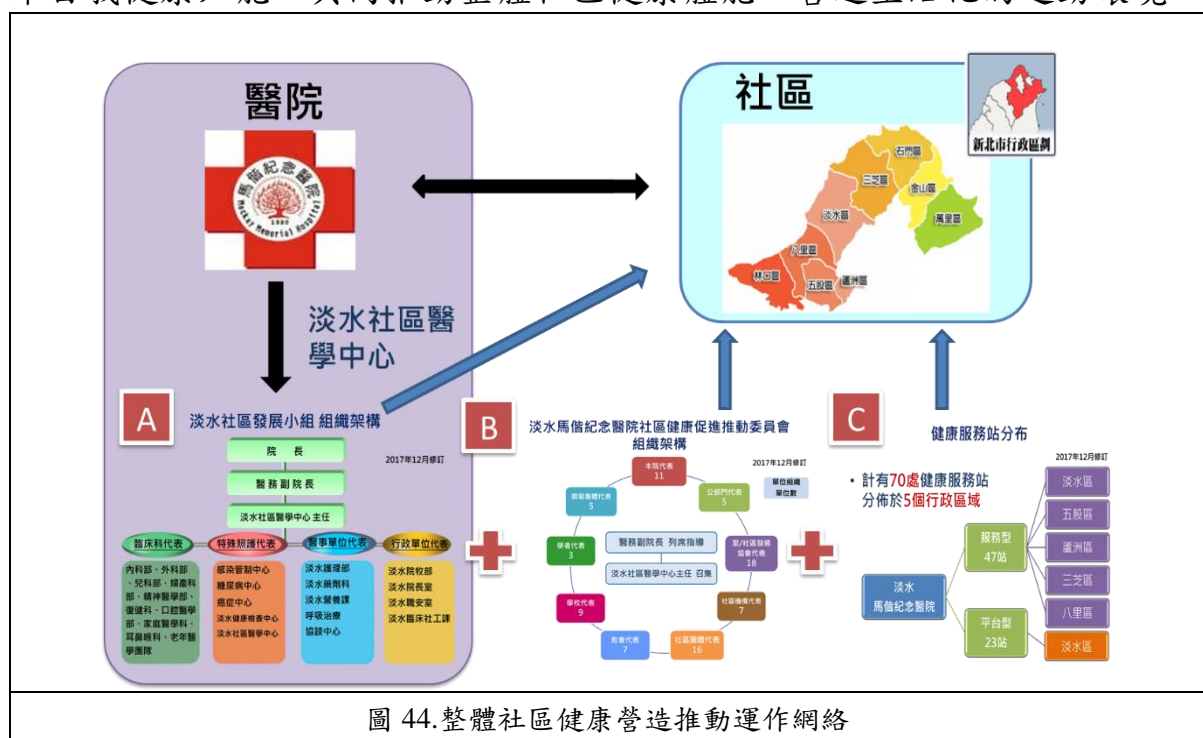 醫院
馬偕紀念醫院
1880
Mackay Memorial Hospital
社區
新北市行政區劃
石門區
三芝區
金山區
淡水區
萬里區
八里區
林口區
五股區
蘆洲區
淡水社區醫
學中心
A
淡水社區發展小組 組織架構
2017年12月修訂
院 長
醫務副院長
淡水社區醫學中心 主任
臨床科代表
內科部、外科部
、兒科部、婦產科
部、精神醫學部、
復健科、口腔醫學
部、家庭醫學科、
耳鼻喉科、老年醫
學團隊
特殊照護代表
感染管制中心
糖尿病中心
癌症中心
淡水健康檢查中心
淡水社區醫學中心
醫事單位代表
淡水護理部
淡水藥劑科
淡水營養課
呼吸治療
協談中心
行政單位代表
淡水院牧部
淡水院長室
淡水職安室
淡水臨床社工課
B
淡水馬偕紀念醫院社區健康促進推動委員會
組織架構
2017年12月修訂
單位組織
單位數
本院代表
11
公部門代表
5
里/社區發展
協會代表
18
社區機構代表
7
社區團體代表
16
教會代表
7
學校代表
9
學者代表
3
5
醫務副院長 列席指導
淡水社區醫學中心主任 召集
C
健康服務站分布
2017年12月修訂
• 計有70處健康服務站
分佈於5個行政區域
淡水
馬偕紀念醫院
服務型
47站
平台型
23站
淡水區
五股區
蘆洲區
三芝區
八里區
淡水區
圖 44.整體社區健康營造推動運作網絡